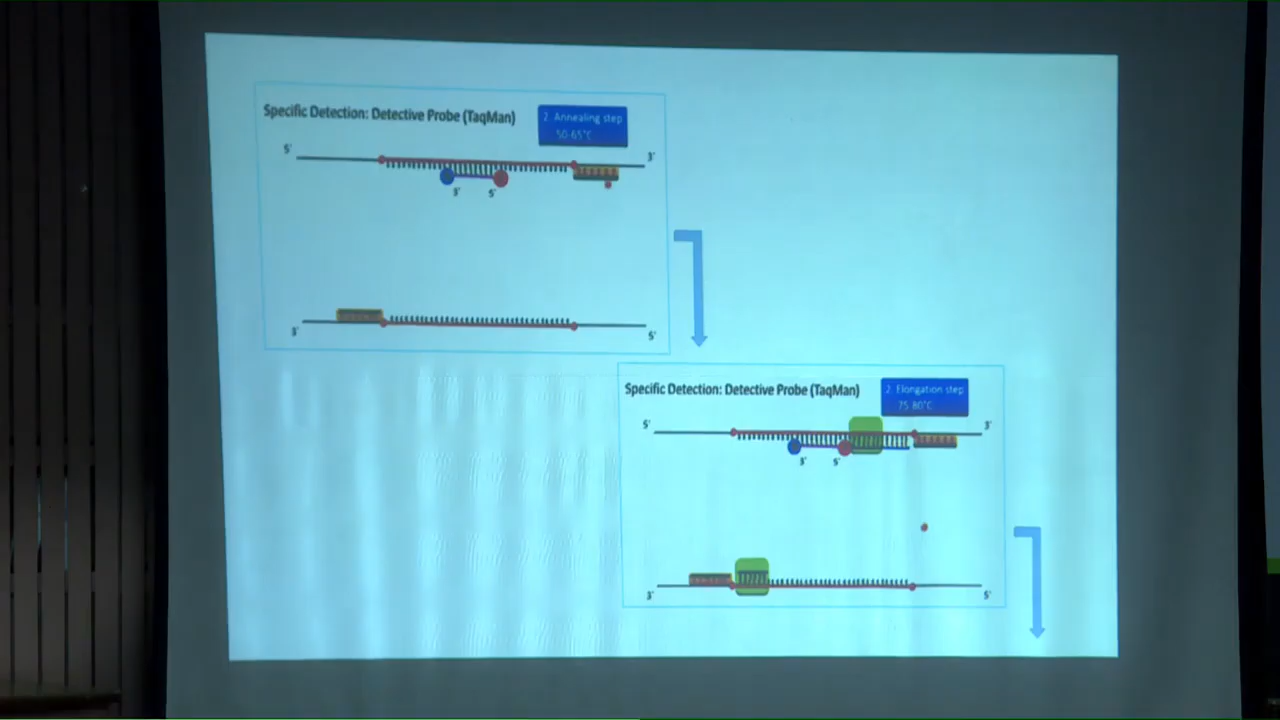 Specific Detection: Detective Probe (TaqMan)
2. Annealing step
50-65°C
5'
3'
3'
5'
3'
5'
Specific Detection: Detective Probe (TaqMan)
2. Elongation step
75-80°C
5'
3'
3'
5'
3'
5'